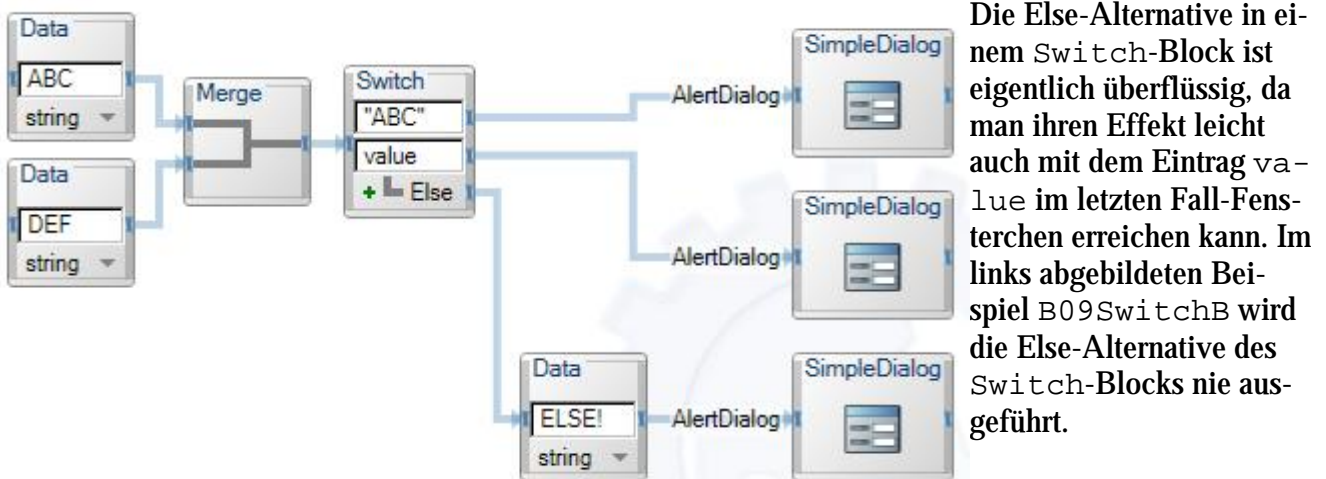 Data
ABC
string
Data
DEF
string
Merge
Switch
"ABC"
value
Else
AlertDialog
SimpleDialog
AlertDialog
SimpleDialog
Data
ELSE!
string
AlertDialog
SimpleDialog
Die Else-Alternative in ei-
nem Switch-Block ist
eigentlich überflüssig, da
man ihren Effekt leicht
auch mit dem Eintrag va-
lue im letzten Fall-Fens-
terchen erreichen kann. Im
links abgebildeten Bei-
spiel B09SwitchB wird
die Else-Alternative des
Switch-Blocks nie aus-
geführt.